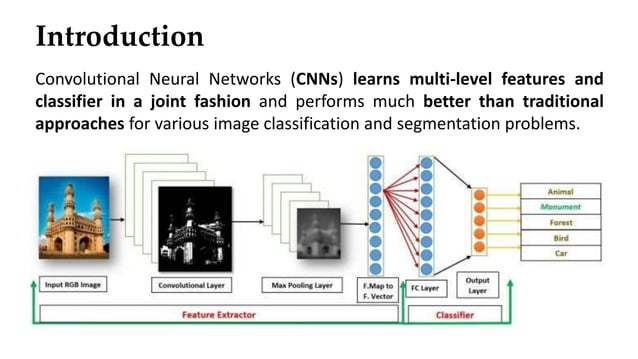 Introduction
Convolutional Neural Networks (CNNs) learns multi-level features and
classifier in a joint fashion and performs much better than traditional
approaches for various image classification and segmentation problems.
Animal
Monument
Forest
Bird
Car
Input RGB Image
Convolutional Layer
Max Pooling Layer
F.Map to
F. Vector
FC Layer
Output
Layer
Feature Extractor
Classifier